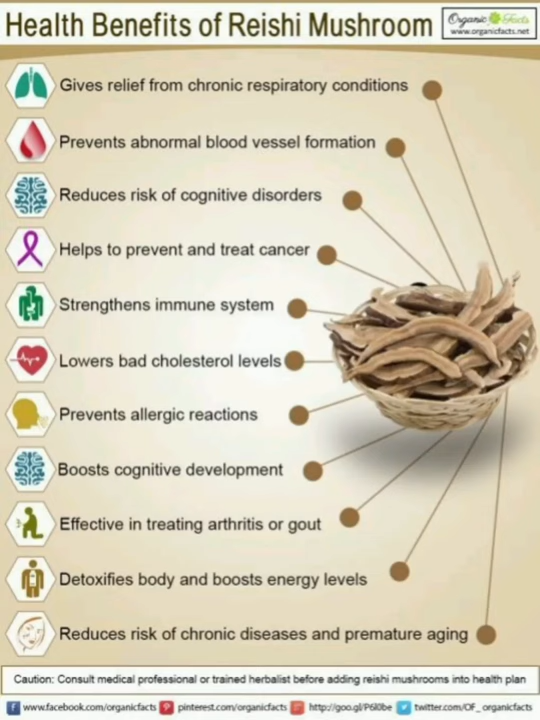 Health Benefits of Reishi Mushroom
Organic Facts
www.organicfacts.net
Gives relief from chronic respiratory conditions
Prevents abnormal blood vessel formation
Reduces risk of cognitive disorders
Helps to prevent and treat cancer
Strengthens immune system
Lowers bad cholesterol levels
Prevents allergic reactions
Boosts cognitive development
Effective in treating arthritis or gout
Detoxifies body and boosts energy levels
Reduces risk of chronic diseases and premature aging
Caution: Consult medical professional or trained herbalist before adding reishi mushrooms into health plan
www.facebook.com/organicfacts pinterest.com/organicfacts twitter.com/OF_organicfacts